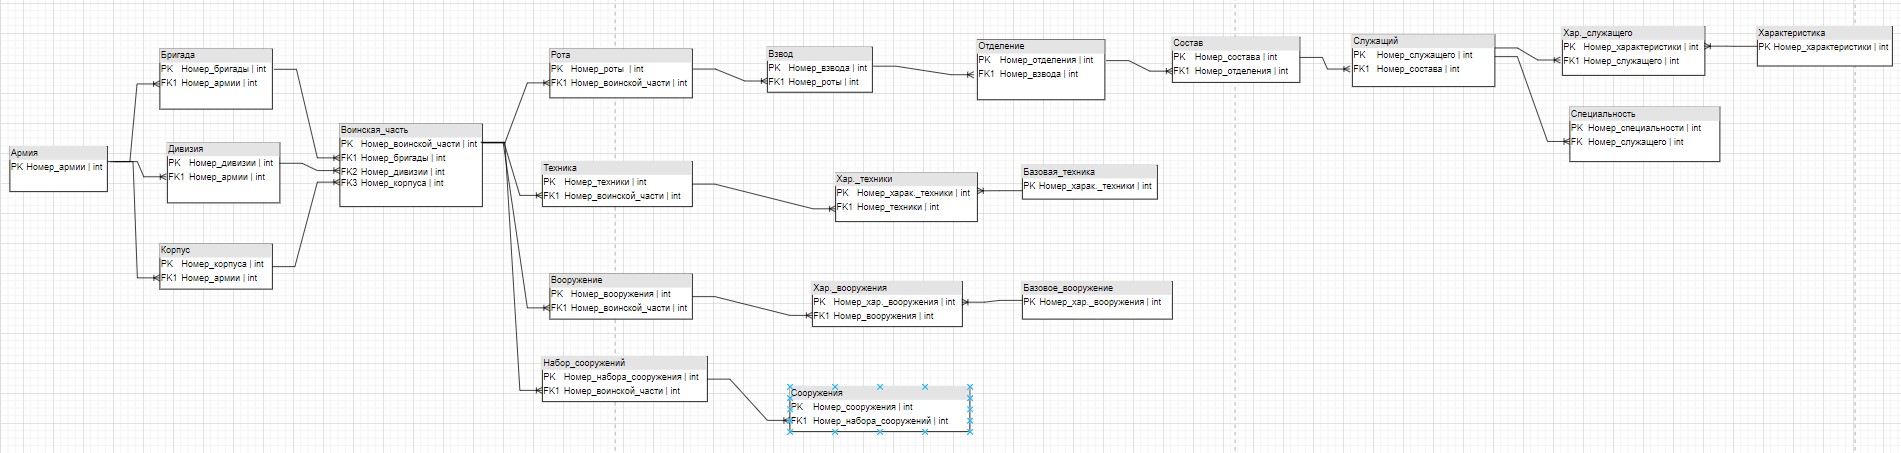 Армия
PK Номер_армии | int
Бригада
PK Номер_бригады | int
FK1 Номер_армии | int
Дивизия
PK Номер_дивизии | int
FK1 Номер_армии | int
Корпус
PK Номер_корпуса | int
FK1 Номер_армии | int
Воинская_часть
PK Номер_воинской_части | int
FK1 Номер_бригады | int
FK2 Номер_дивизии | int
FK3 Номер_корпуса | int
Рота
PK Номер_роты | int
FK1 Номер_воинской_части | int
Взвод
PK Номер_взвода | int
FK1 Номер_роты | int
Отделение
PK Номер_отделения | int
FK1 Номер_взвода | int
Состав
PK Номер_состава | int
FK1 Номер_отделения | int
Служащий
PK Номер_служащего | int
FK1 Номер_состава | int
Хар._служащего
PK Номер_характеристики | int
FK1 Номер_служащего | int
Характеристика
PK Номер_характеристики | int
Специальность
PK Номер_специальности | int
FK Номер_служащего | int
Техника
PK Номер_техники | int
FK1 Номер_воинской_части | int
Хар._техники
PK Номер_харак._техники | int
FK1 Номер_техники | int
Базовая_техника
PK Номер_харак._техники | int
Вооружение
PK Номер_вооружения | int
FK1 Номер_воинской_части | int
Хар._вооружения
PK Номер_хар._вооружения | int
FK1 Номер_вооружения | int
Базовое_вооружение
PK Номер_хар._вооружения | int
Набор_сооружений
PK Номер_набора_сооружения | int
FK1 Номер_воинской_части | int
Сооружения
PK Номер_сооружения | int
FK1 Номер_набора_сооружений | int